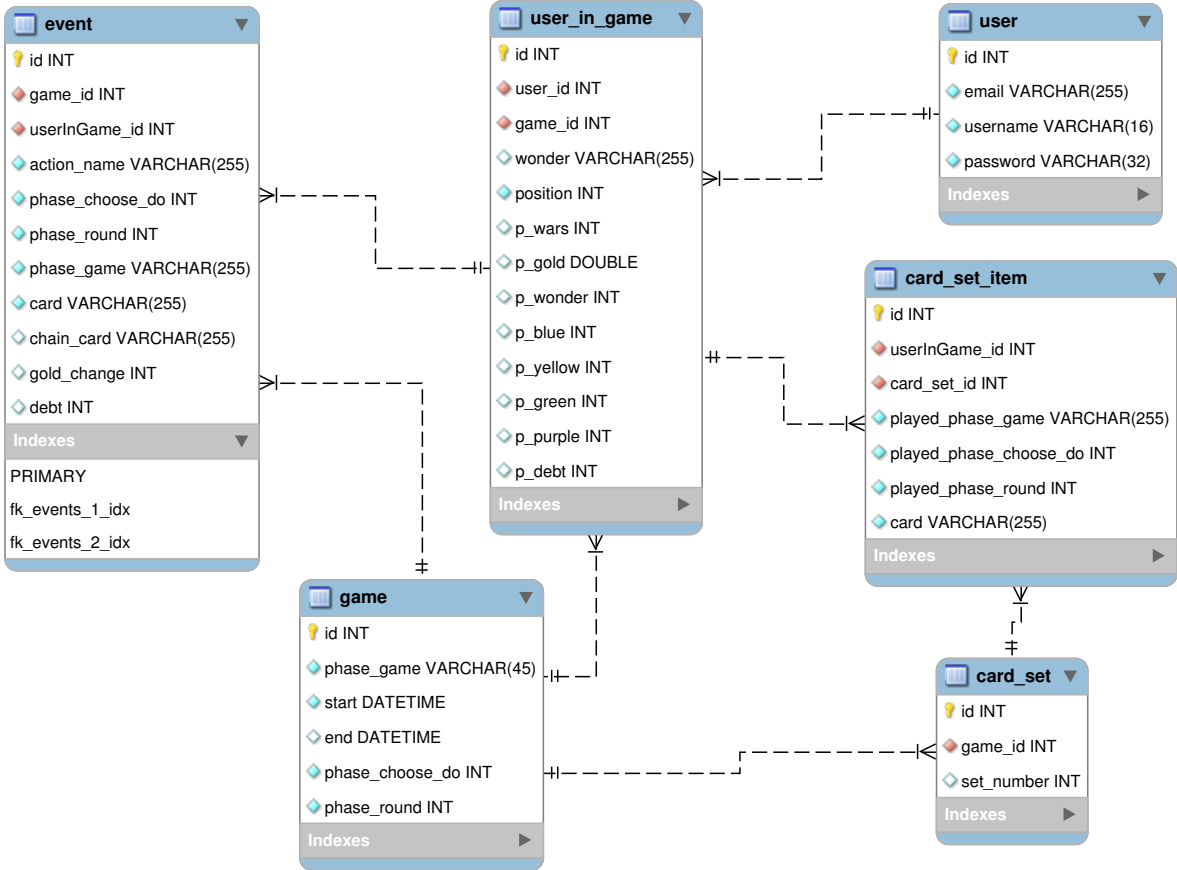 event
id INT
game_id INT
userInGame_id INT
action_name VARCHAR(255)
phase_choose_do INT
phase_round INT
phase_game VARCHAR(255)
card VARCHAR(255)
chain_card VARCHAR(255)
gold_change INT
debt INT
Indexes
PRIMARY
fk_events_1_idx
fk_events_2_idx
user_in_game
id INT
user_id INT
game_id INT
wonder VARCHAR(255)
position INT
p_wars INT
p_gold DOUBLE
p_wonder INT
p_blue INT
p_yellow INT
p_green INT
p_purple INT
p_debt INT
Indexes
user
id INT
email VARCHAR(255)
username VARCHAR(16)
password VARCHAR(32)
Indexes
card_set_item
id INT
userInGame_id INT
card_set_id INT
played_phase_game VARCHAR(255)
played_phase_choose_do INT
played_phase_round INT
card VARCHAR(255)
Indexes
game
id INT
phase_game VARCHAR(45)
start DATETIME
end DATETIME
phase_choose_do INT
phase_round INT
Indexes
card_set
id INT
game_id INT
set_number INT
Indexes